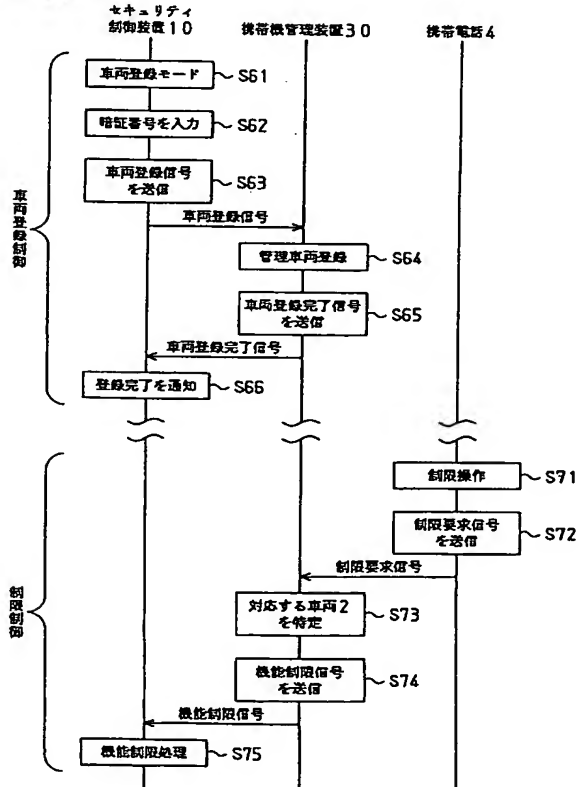 セキュリティ
制御装置10
携帯機管理装置30
携帯電話4
車両登録モード
S61
暗証番号を入力
S62
車両登録信号
を送信
S63
車両登録信号
管理車両登録
S64
車両登録完了信号
を送信
S65
車両登録完了信号
登録完了を通知
S66
車両登録制御
制限操作
S71
制限要求信号
を送信
S72
制限要求信号
対応する車両2
を特定
S73
機能制限信号
を送信
S74
機能制限信号
機能制限処理
S75
制限制御